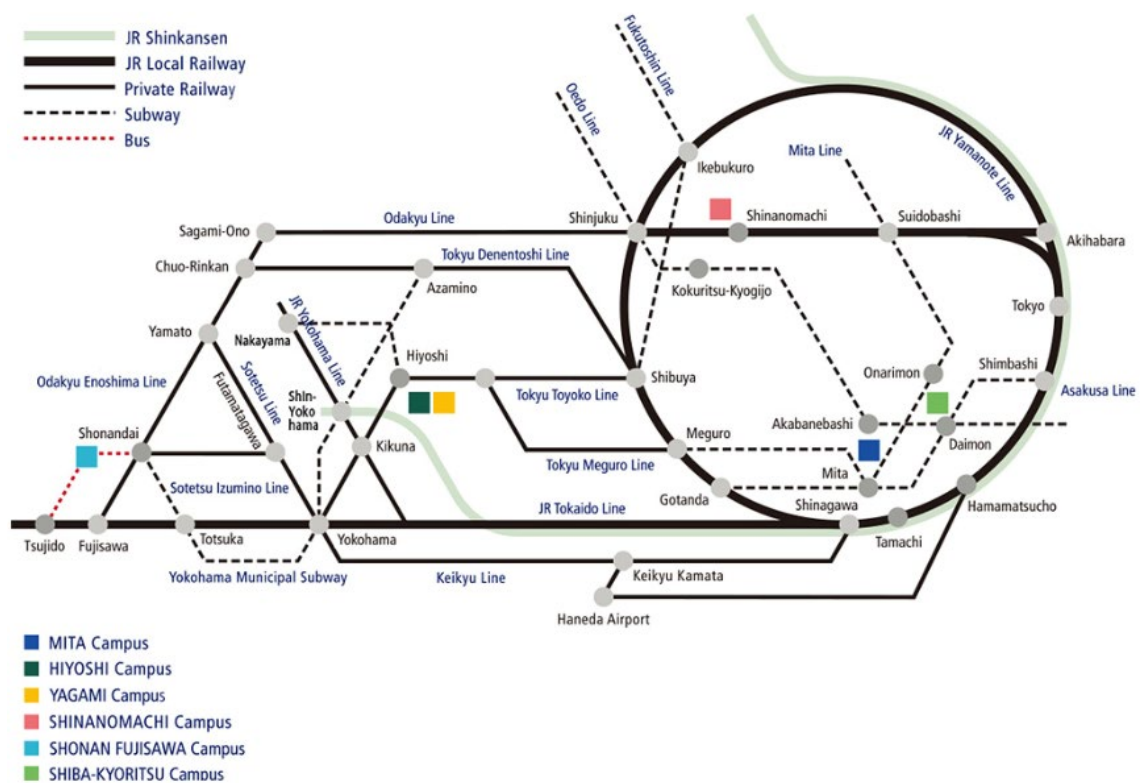 JR Shinkansen
JR Local Railway
Private Railway
Subway
Bus
Fukutoshin Line
Oedo Line
Mita Line
JR Yamanote Line
Ikebukuro
Odakyu Line
Shinjuku
Shinanomachi
Suidobashi
Akihabara
Sagami-Ono
Chuo-Rinkan
Tokyu Denentoshi Line
Azamino
Kokuritsu-Kyogijo
Tokyo
Yamato
Nakayama
JR Yokohama Line
Hiyoshi
Shimbashi
Odakyu Enoshima Line
Sotetsu Line
Futamatagawa
Shin-
Yoko
hama
Tokyu Toyoko Line
Shibuya
Onarimon
Asakusa Line
Shonandai
Kikuna
Meguro
Akabanebashi
Daimon
Tokyu Meguro Line
Mita
Sotetsu Izumino Line
Gotanda
Shinagawa
Hamamatsucho
JR Tokaido Line
Tsujido
Fujisawa
Totsuka
Yokohama
Tamachi
Yokohama Municipal Subway
Keikyu Line
Keikyu Kamata
Haneda Airport
MITA Campus
HIYOSHI Campus
YAGAMI Campus
SHINANOMACHI Campus
SHONAN FUJISAWA Campus
SHIBA-KYORITSU Campus